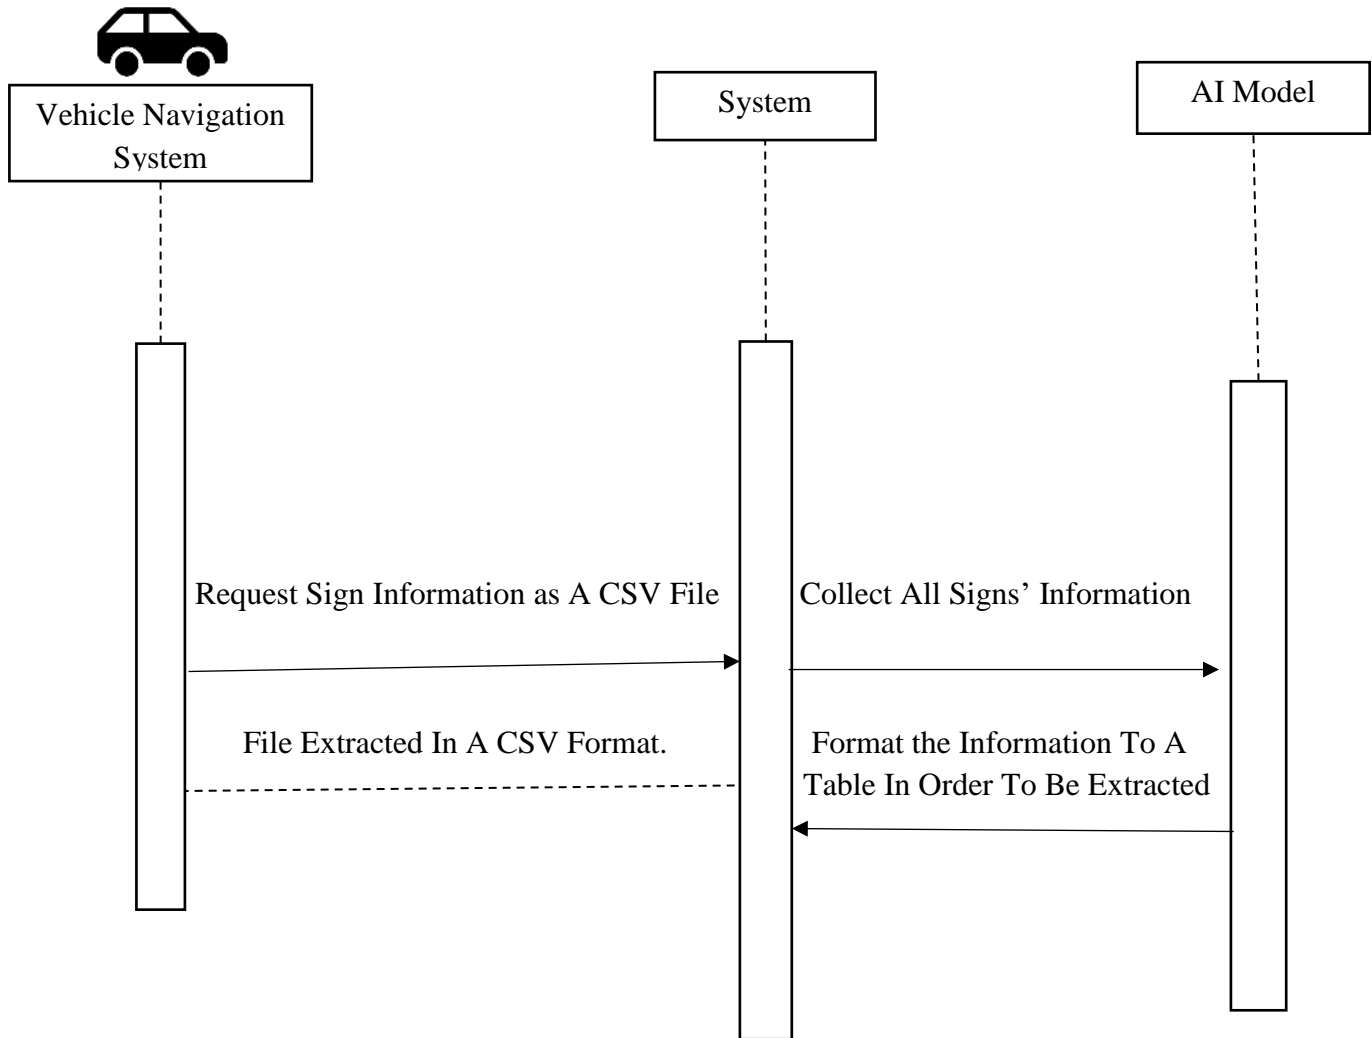 Vehicle Navigation
System
System
AI Model
Request Sign Information as A CSV File
Collect All Signs’ Information
File Extracted In A CSV Format.
Format the Information To A
Table In Order To Be Extracted